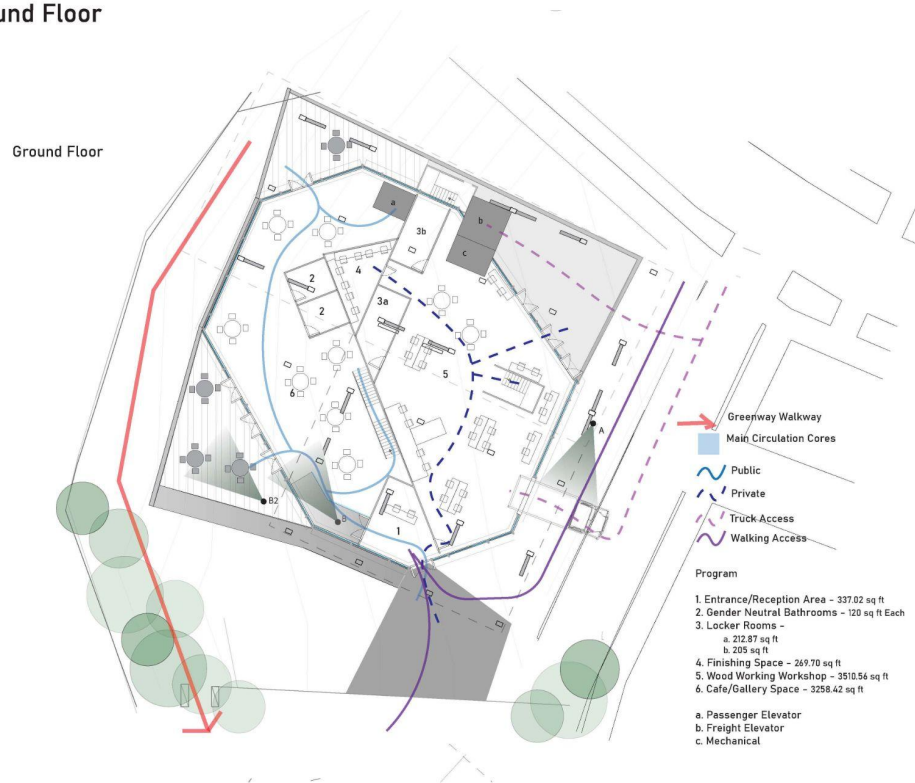 und Floor
Ground Floor
a
b
c
3b
2
4
2
3a
5
6
1
A
B2
B
Greenway Walkway
Main Circulation Cores
Public
Private
Truck Access
Walking Access
Program
1. Entrance/Reception Area - 337.02 sq ft
2. Gender Neutral Bathrooms - 120 sq ft Each
3. Locker Rooms -
a. 212.87 sq ft
b. 205 sq ft
4. Finishing Space - 269.70 sq ft
5. Wood Working Workshop - 3510.56 sq ft
6. Cafe/Gallery Space - 3258.42 sq ft
a. Passenger Elevator
b. Freight Elevator
c. Mechanical